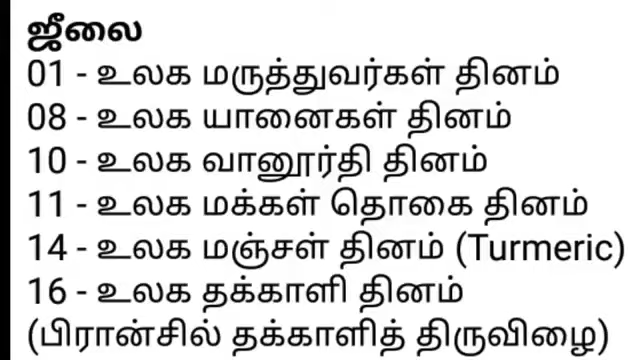 ஜீலை
01 - உலக மருத்துவர்கள் தினம்
08 - உலக யானைகள் தினம்
10 - உலக வானூர்தி தினம்
11 - உலக மக்கள் தொகை தினம்
14 - உலக மஞ்சள் தினம் (Turmeric)
16 - உலக தக்காளி தினம்
(பிரான்சில் தக்காளித் திருவிழை)